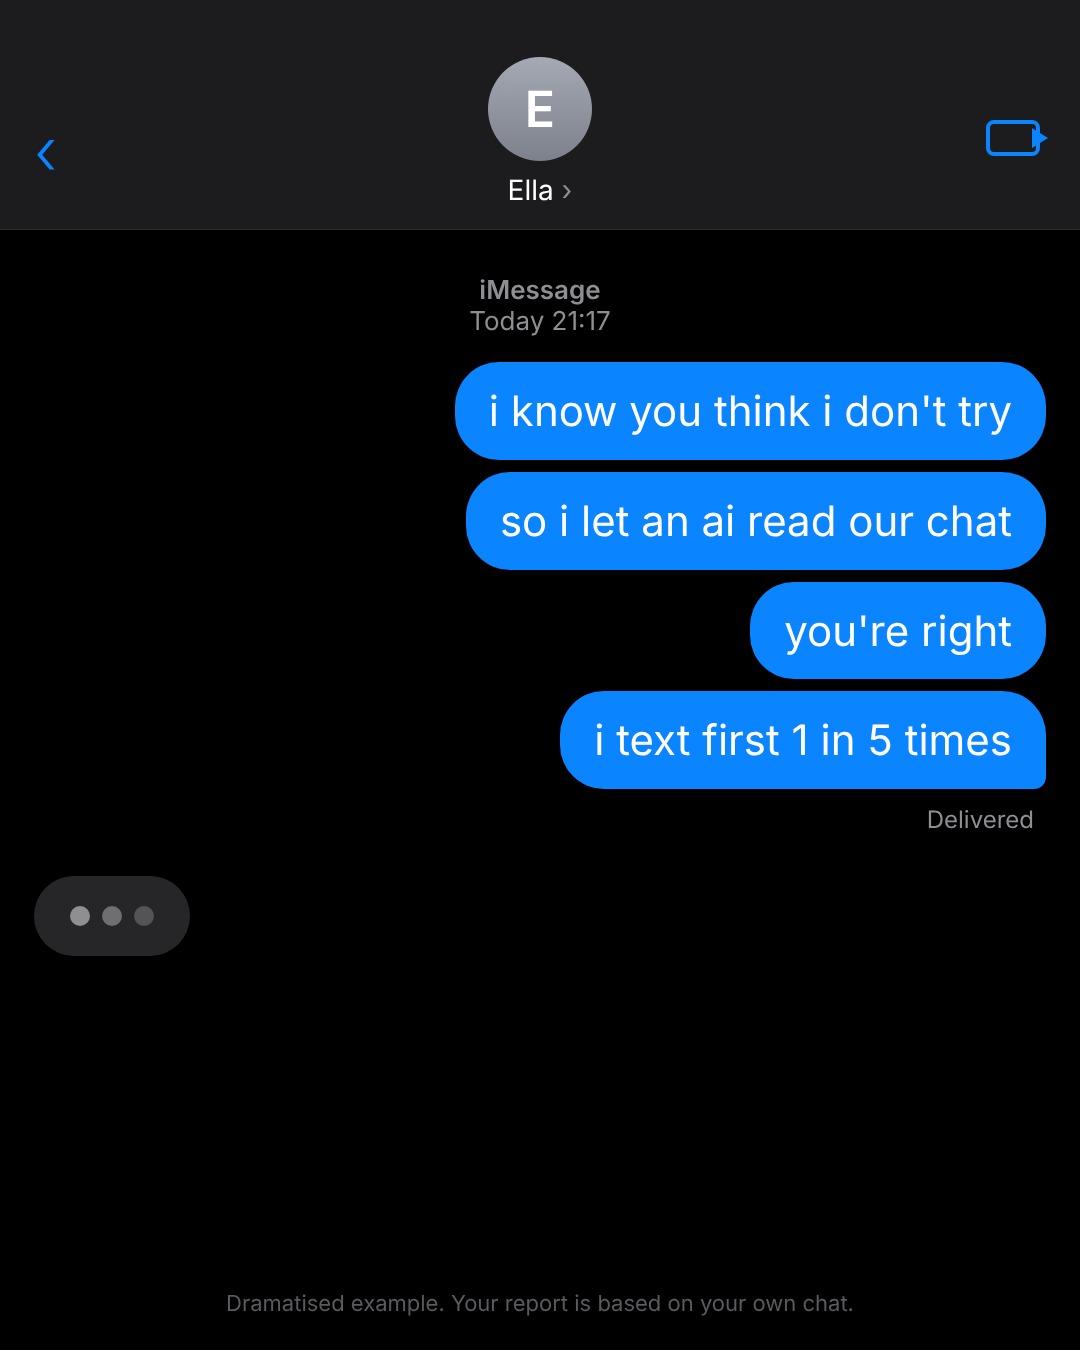 E
Ella ›
iMessage
Today 21:17
i know you think i don't try
so i let an ai read our chat
you're right
i text first 1 in 5 times
Delivered
Dramatised example. Your report is based on your own chat.